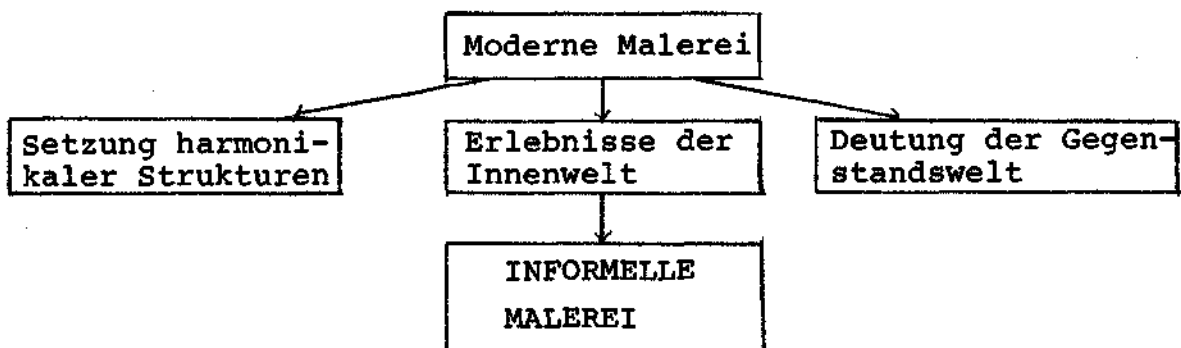 Moderne Malerei
Setzung harmoni-
kaler Strukturen
Erlebnisse der
Innenwelt
Deutung der Gegen-
standswelt
INFORMELLE
MALEREI